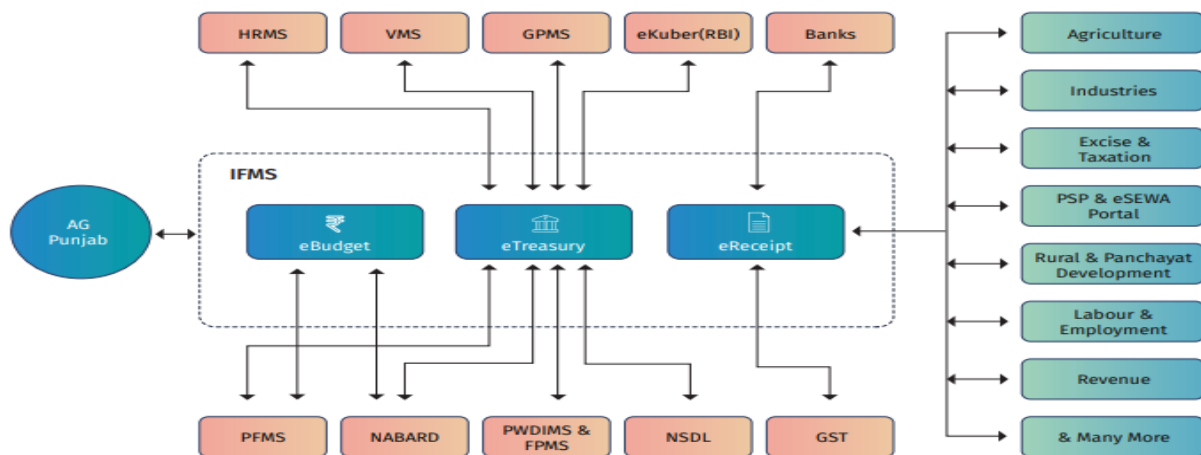 HRMS
VMS
GPMS
eKuber(RBI)
Banks
Agriculture
Industries
Excise &
Taxation
PSP & eSEWA
Portal
Rural & Panchayat
Development
Labour &
Employment
Revenue
& Many More
IFMS
AG
Punjab
eBudget
eTreasury
eReceipt
PFMS
NABARD
PWDIMS &
FPMS
NSDL
GST